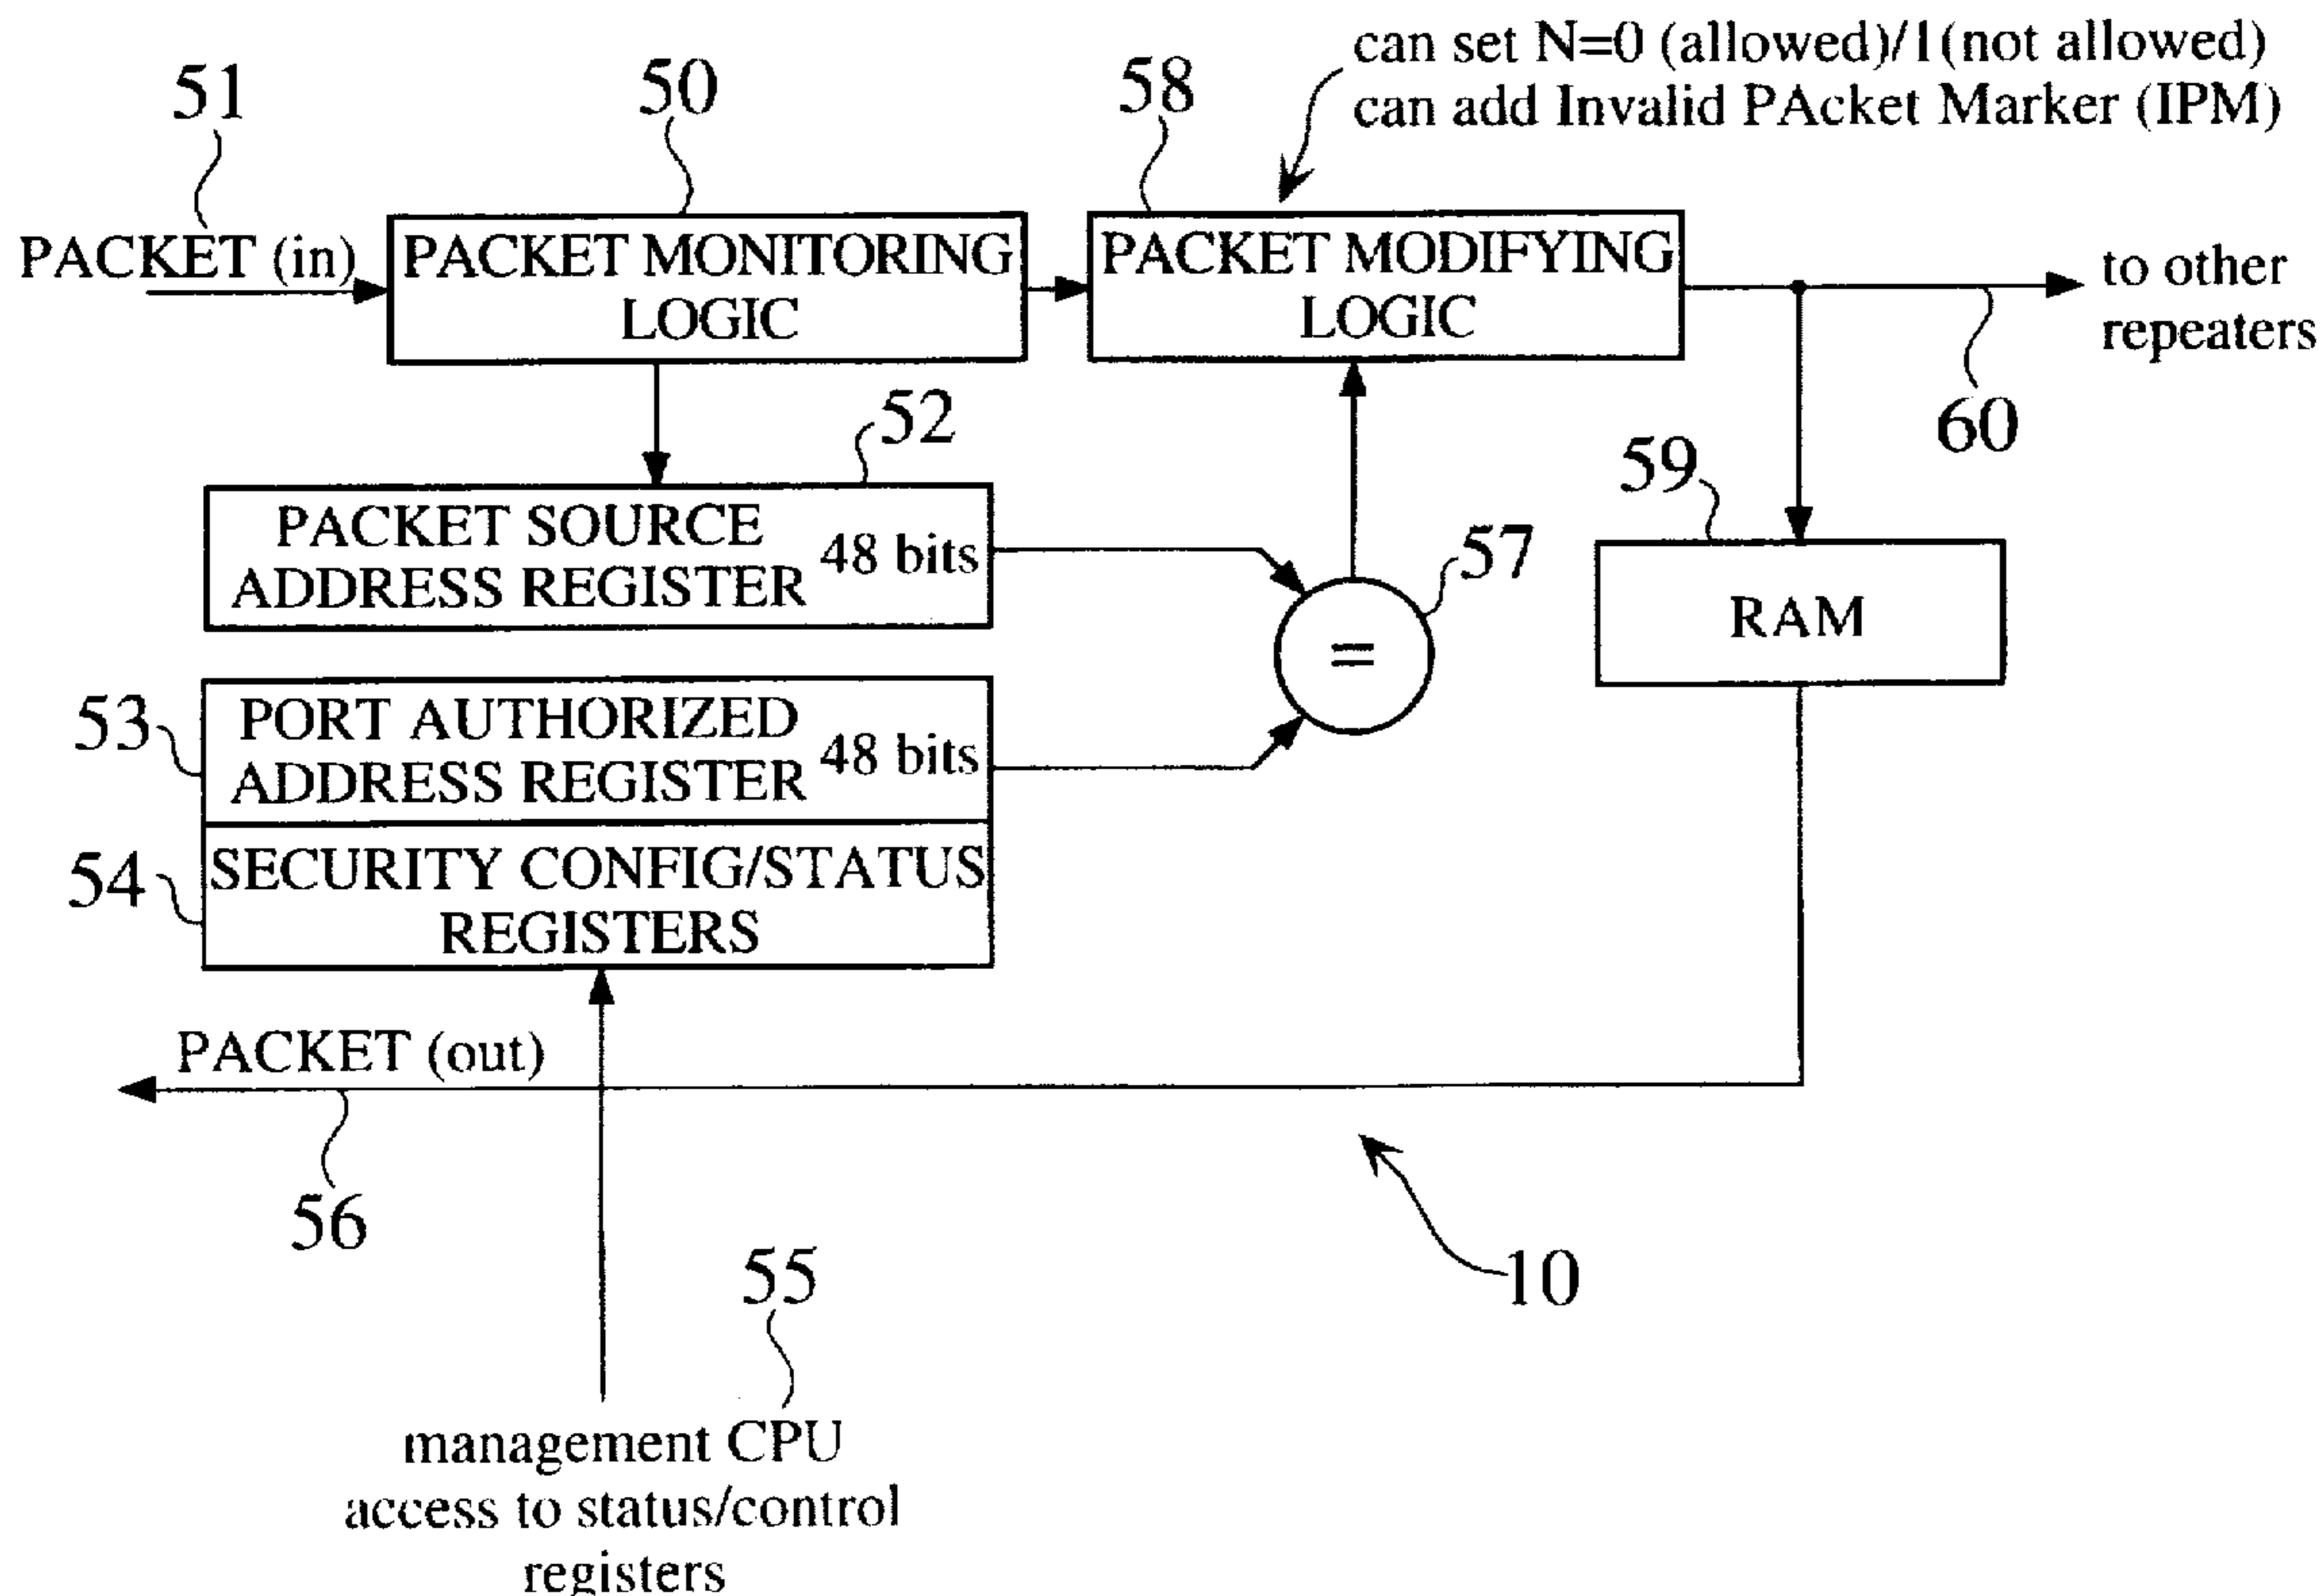 can set N=0 (allowed)/1(not allowed)
can add Invalid PAcket Marker (IPM)
51
50
58
PACKET (in)
PACKET MONITORING
LOGIC
PACKET MODIFYING
LOGIC
to other
repeaters
60
52
59
PACKET SOURCE
ADDRESS REGISTER
48 bits
57
=
RAM
53
PORT AUTHORIZED
ADDRESS REGISTER
48 bits
54
SECURITY CONFIG/STATUS
REGISTERS
PACKET (out)
56
10
55
management CPU
access to status/control
registers